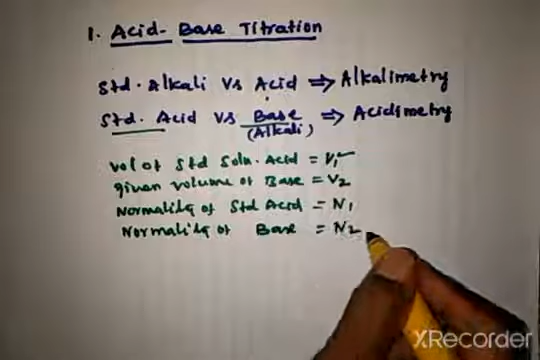 1. Acid-Base Titration
Std. Alkali Vs Acid ⇒ Alkalimetry
Std. Acid Vs Base ⇒ Acidimetry
(Alkali)
Vol of Std Soln. Acid = V₁
given volume of Base = V₂
Normality of Std Acid = N₁
Normality of Base = N₂
XRecorder